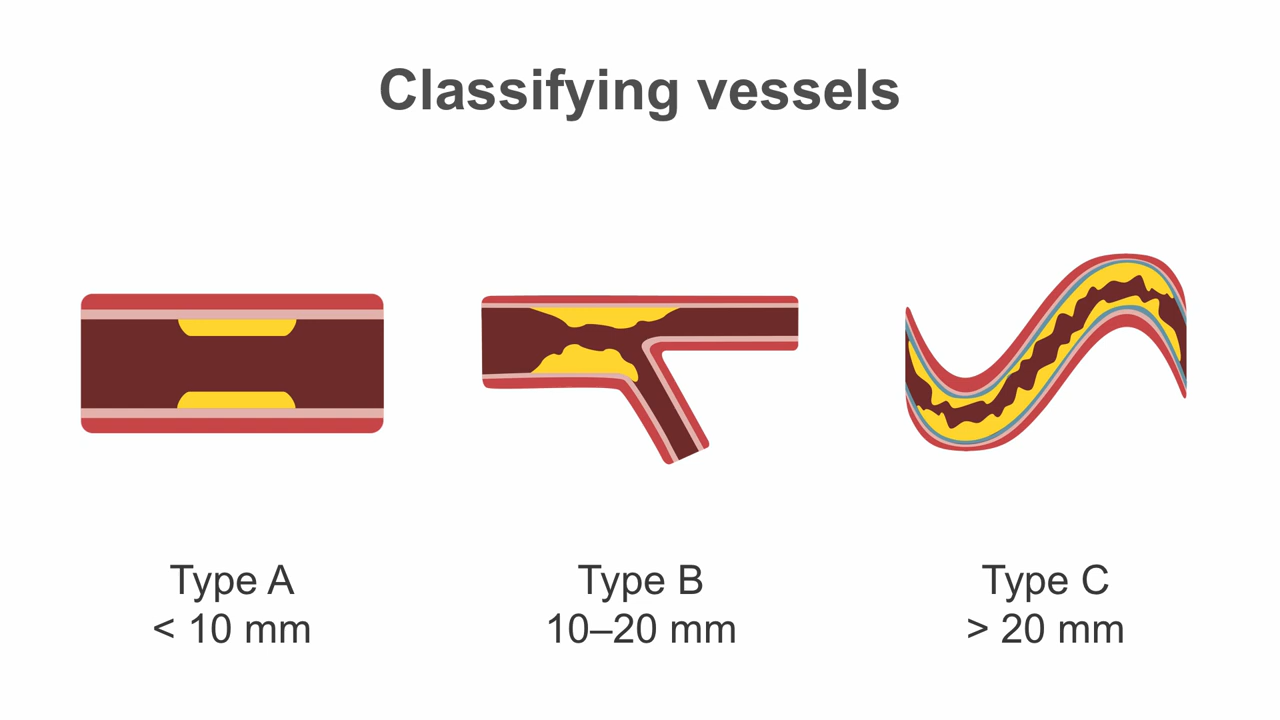 Classifying vessels
Type A
< 10 mm
Type B
10–20 mm
Type C
> 20 mm